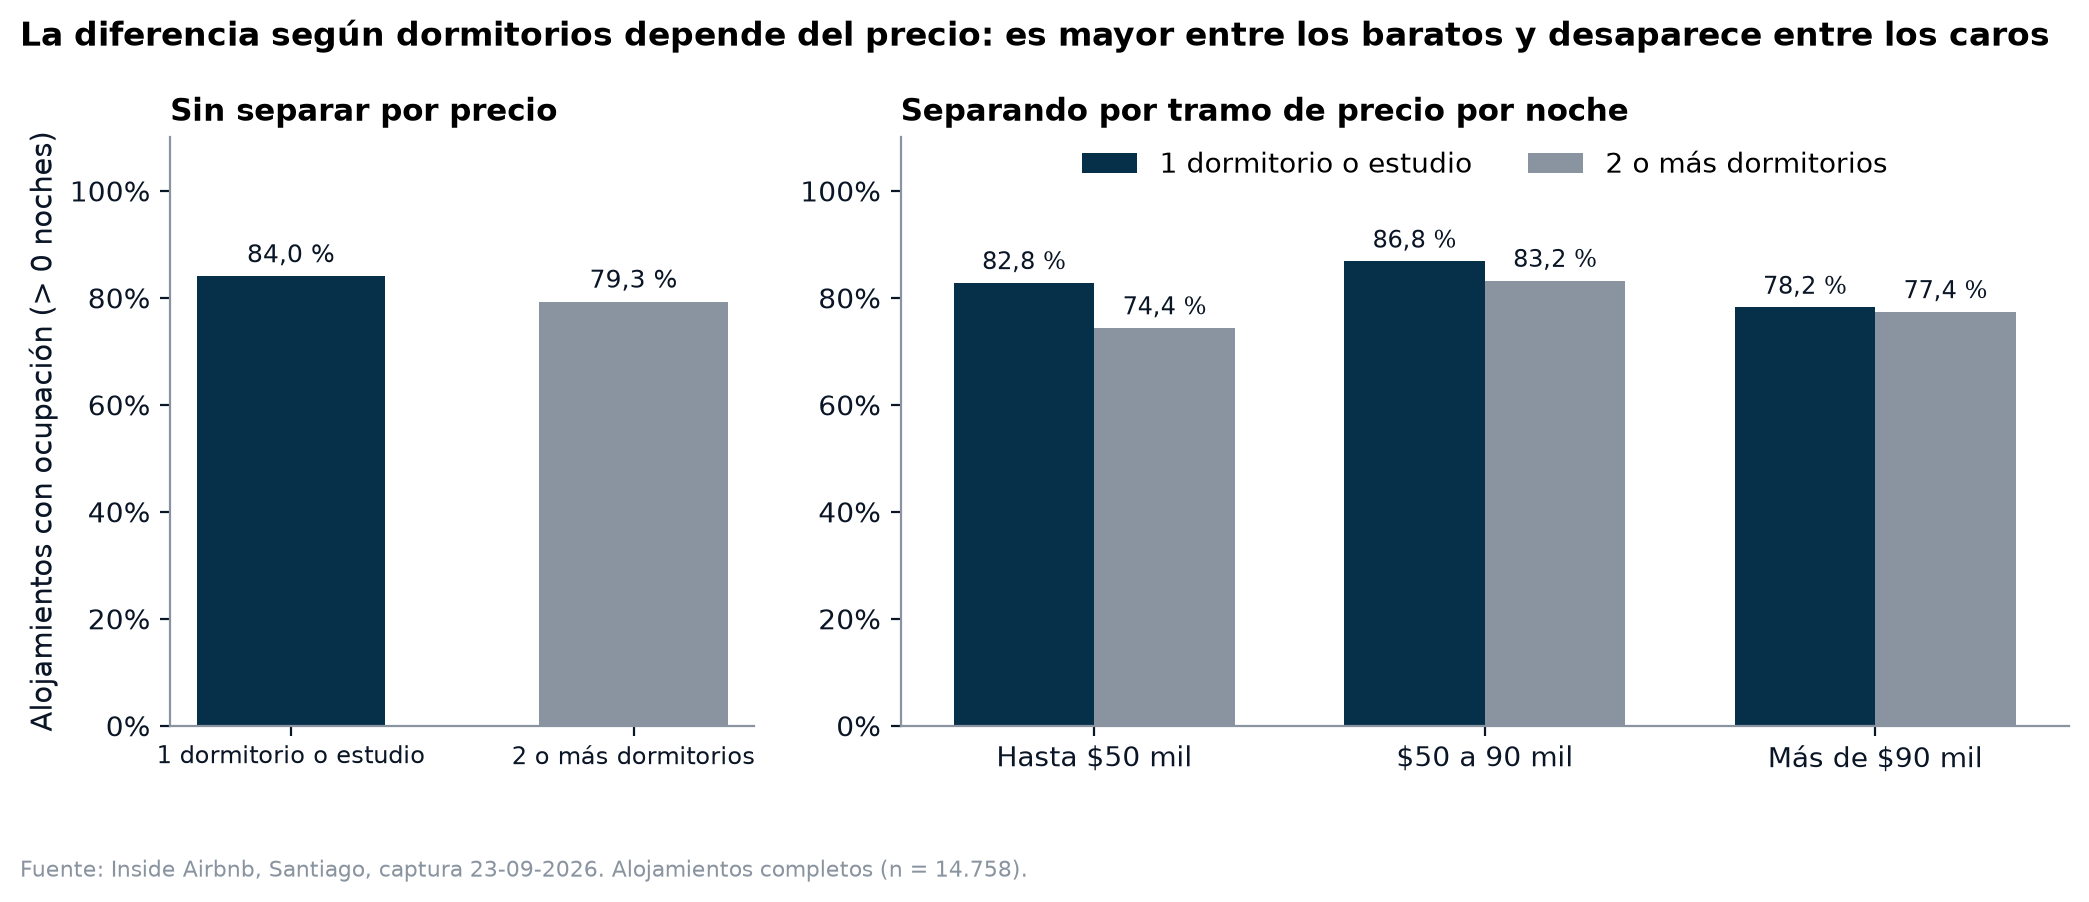 La diferencia según dormitorios depende del precio: es mayor entre los baratos y desaparece entre los caros
Sin separar por precio
Alojamientos con ocupación (> 0 noches)
100%
80%
60%
40%
20%
0%
84,0 %
79,3 %
1 dormitorio o estudio
2 o más dormitorios
Separando por tramo de precio por noche
1 dormitorio o estudio
2 o más dormitorios
100%
80%
60%
40%
20%
0%
82,8 %
74,4 %
86,8 %
83,2 %
78,2 %
77,4 %
Hasta $50 mil
$50 a 90 mil
Más de $90 mil
Fuente: Inside Airbnb, Santiago, captura 23-09-2026. Alojamientos completos (n = 14.758).